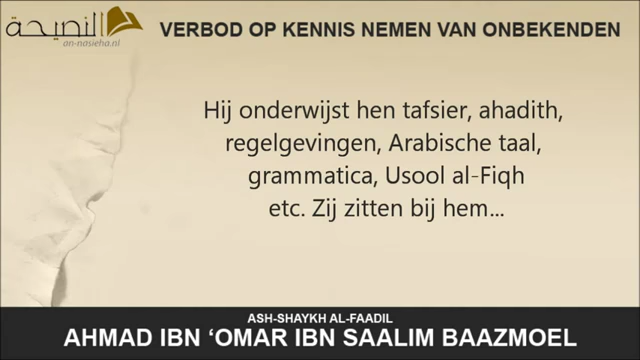 النصيحة
an-nasieha.nl
VERBOD OP KENNIS NEMEN VAN ONBEKENDEN
Hij onderwijst hen tafsier, ahadith,
regelgevingen, Arabische taal,
grammatica, Usool al-Fiqh
etc. Zij zitten bij hem...
ASH-SHAYKH AL-FAADIL
AHMAD IBN ‘OMAR IBN SAALIM BAAZMOEL